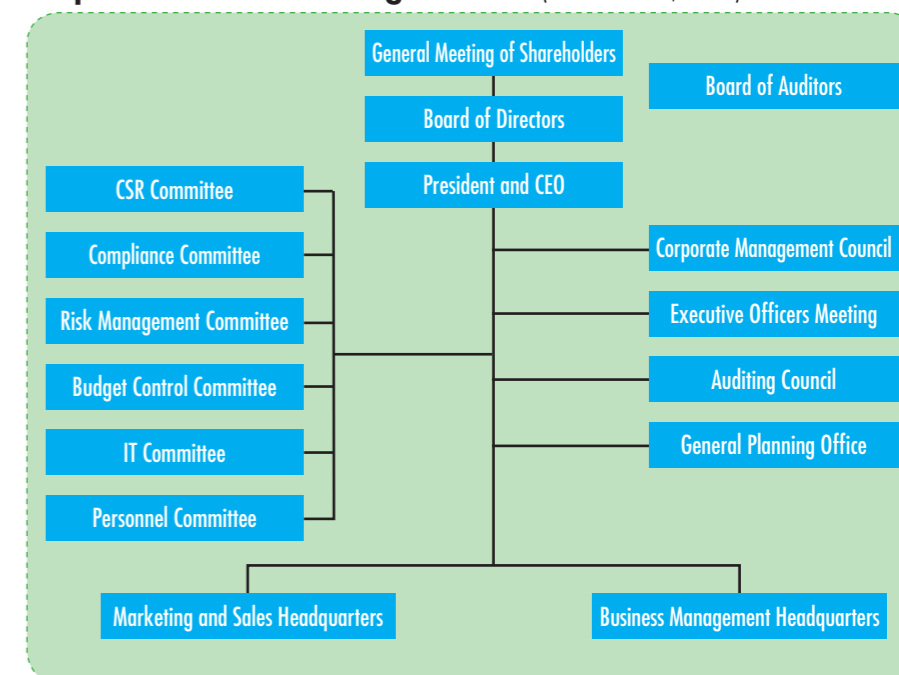 General Meeting of Shareholders
Board of Auditors
Board of Directors
President and CEO
CSR Committee
Compliance Committee
Risk Management Committee
Budget Control Committee
IT Committee
Personnel Committee
Corporate Management Council
Executive Officers Meeting
Auditing Council
General Planning Office
Marketing and Sales Headquarters
Business Management Headquarters